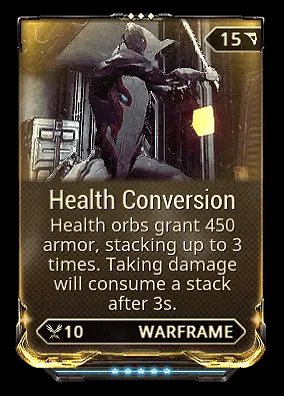 15
Health Conversion
Health orbs grant 450
armor, stacking up to 3
times. Taking damage
will consume a stack
after 3s.
10 WARFRAME